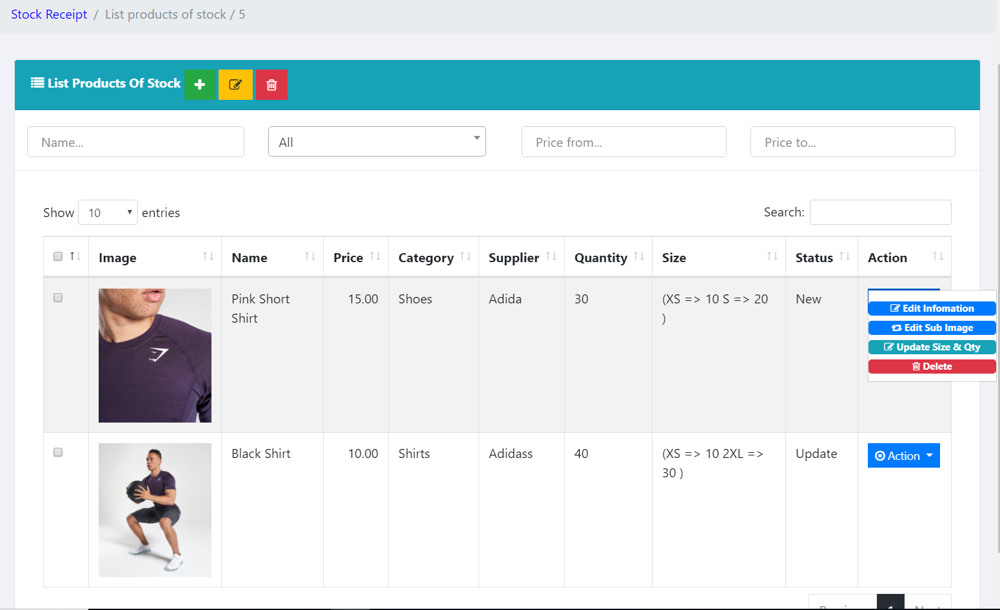 Stock Receipt / List products of stock / 5
List Products Of Stock
Name...
All
Price from...
Price to...
Show 10 entries
Search:
Image Name Price Category Supplier Quantity Size Status Action
Pink Short
Shirt
15.00
Shoes
Adida
30
(XS => 10 S => 20
)
New
Edit Infomation
Edit Sub Image
Update Size & Qty
Delete
Black Shirt
10.00
Shirts
Adidass
40
(XS => 10 2XL =>
30 )
Update
Action
1